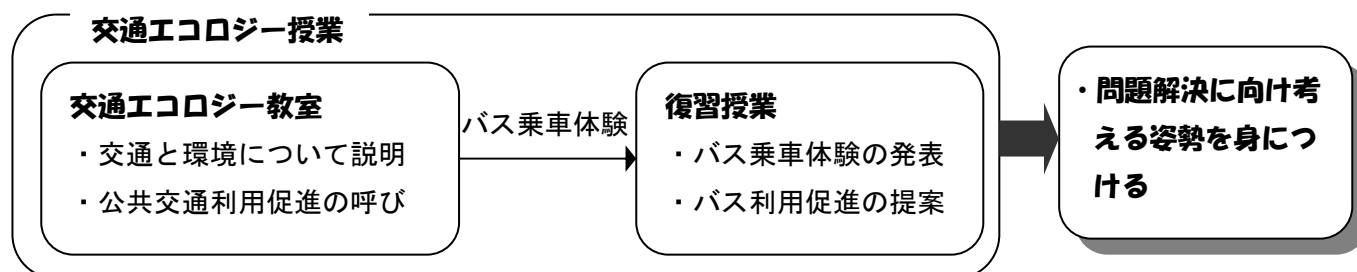 交通エコロジー授業
交通エコロジー教室
・交通と環境について説明
・公共交通利用促進の呼び
バス乗車体験
復習授業
・バス乗車体験の発表
・バス利用促進の提案
・問題解決に向け考
える姿勢を身につ
ける